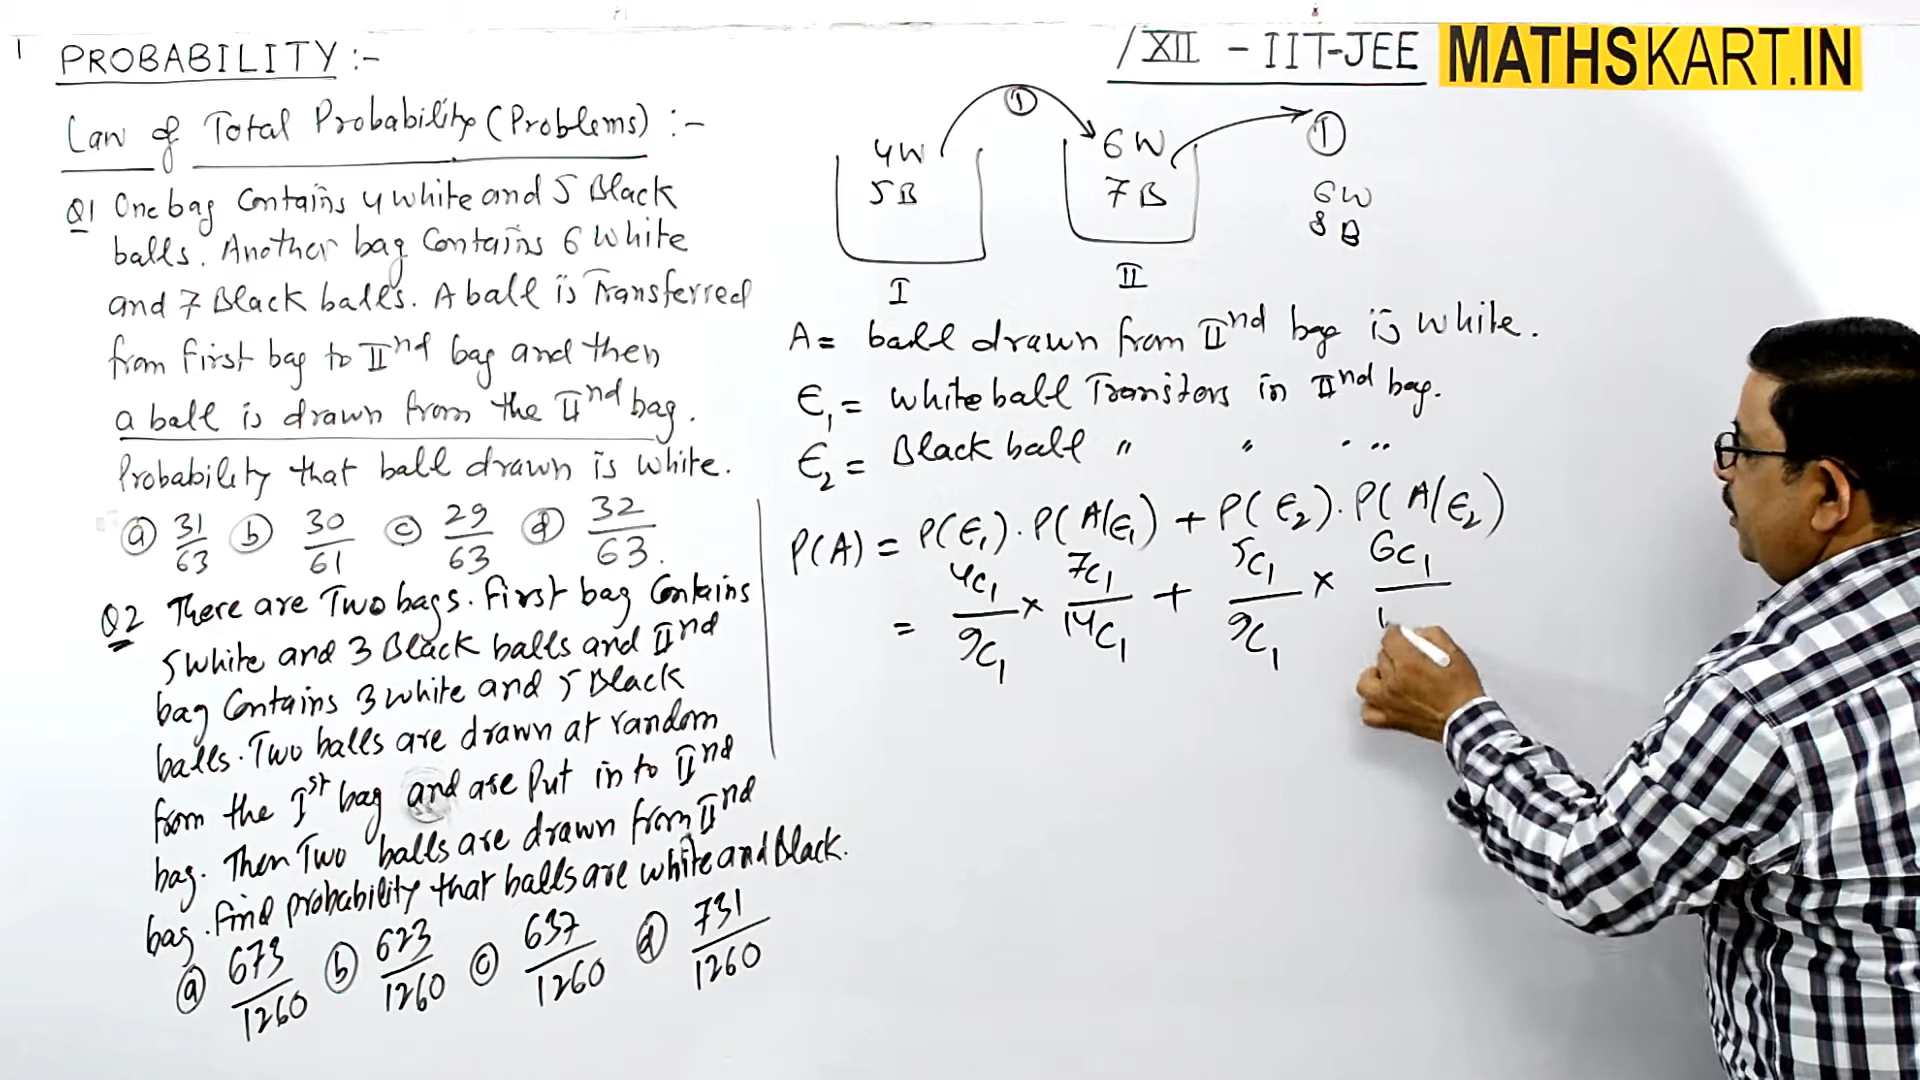 PROBABILITY :-
Law of Total Probability (Problems) :-
Q1 One bag Contains 4 white and 5 Black
balls. Another bag Contains 6 White
and 7 Black balls. A ball is Transferred
from first bag to IInd bag and then
a ball is drawn from the IInd bag.
Probability that ball drawn is white.
(a) 31/63 (b) 30/61 (c) 29/63 (d) 32/63.
Q2 There are Two bags. First bag Contains
5 white and 3 Black balls and IInd
bag Contains 3 white and 5 Black
balls. Two balls are drawn at random
from the Ist bag and are Put in to IInd
bag. Then Two balls are drawn from IInd
bag. Find probability that balls are white and Black.
(a) 673/1260 (b) 623/1260 (c) 637/1260 (d) 731/1260
/XII - IIT-JEE MATHSKART.IN
1 1
4W 6W
5B 7B
6W
8B
I II
A = ball drawn from IInd bag is white.
E1 = white ball Transitors in IInd bag.
E2 = Black ball " " " "
P(A) = P(E1). P(A/E1) + P(E2). P(A/E2)
= 4C1/9C1 × 7C1/14C1 + 5C1/9C1 × 6C1/1